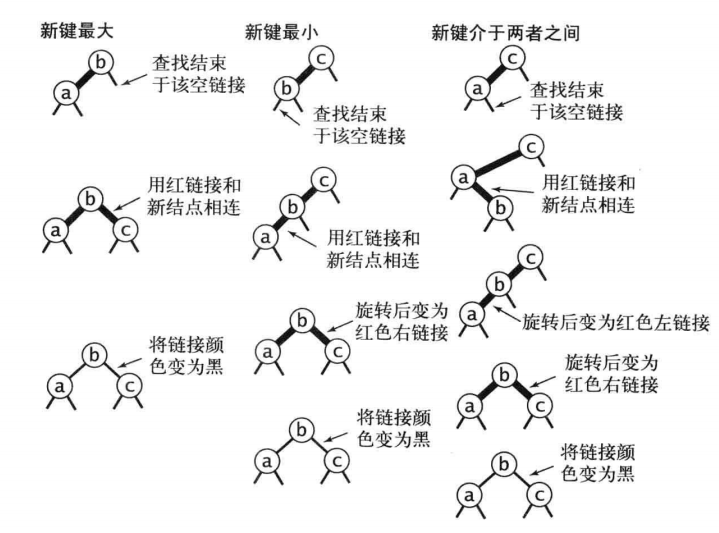 新键最大
b
a
查找结束
于该空链接
b
a
c
用红链接和
新结点相连
b
a
c
将链接颜
色变为黑
新键最小
c
b
查找结束
于该空链接
c
b
a
用红链接和
新结点相连
b
a
c
旋转后变为
红色右链接
b
a
c
将链接颜
色变为黑
新键介于两者之间
c
a
查找结束
于该空链接
c
a
b
用红链接和
新结点相连
c
b
a
旋转后变为红色左链接
b
a
c
旋转后变为
红色右链接
b
a
c
将链接颜
色变为黑